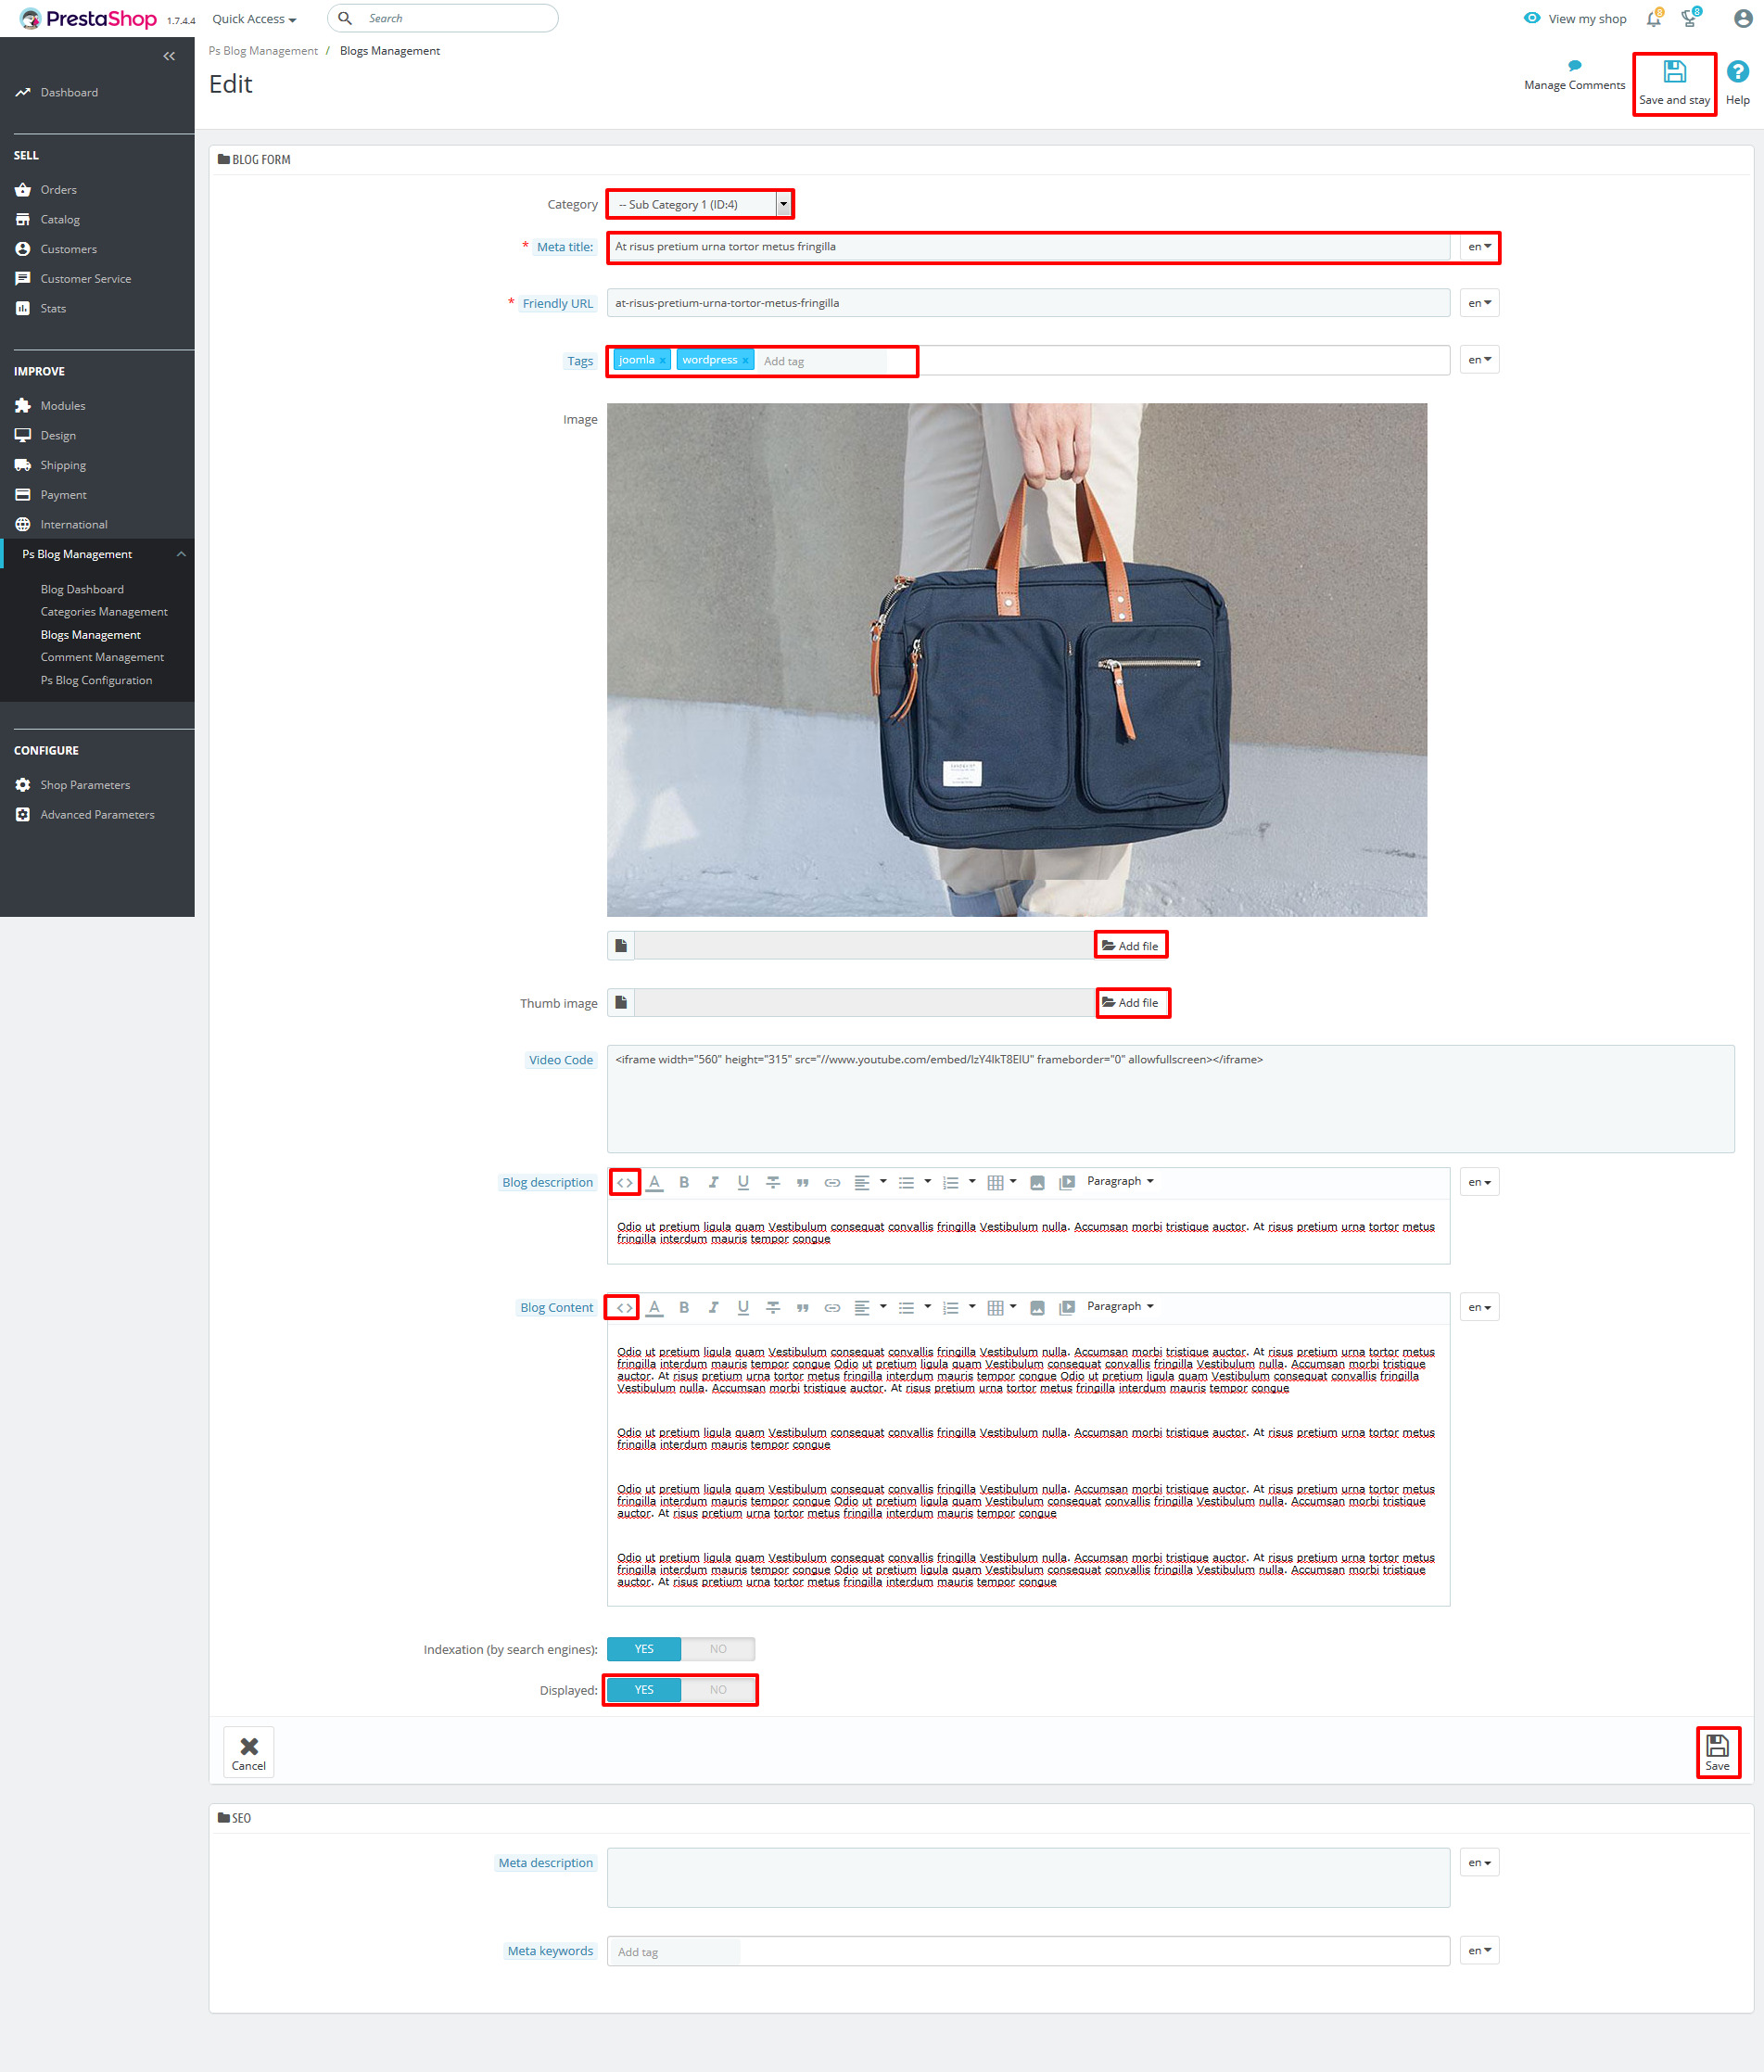 PrestaShop 1.7.4.4 Quick Access Search View my shop 8 8
Ps Blog Management / Blogs Management
Edit
Manage Comments Save and stay Help
Dashboard
SELL
Orders
Catalog
Customers
Customer Service
Stats
IMPROVE
Modules
Design
Shipping
Payment
International
Ps Blog Management
Blog Dashboard
Categories Management
Blogs Management
Comment Management
Ps Blog Configuration
CONFIGURE
Shop Parameters
Advanced Parameters
BLOG FORM
Category -- Sub Category 1 (ID:4)
* Meta title: At risus pretium urna tortor metus fringilla en
* Friendly URL at-risus-pretium-urna-tortor-metus-fringilla en
Tags joomla x wordpress x Add tag en
Image
Add file
Thumb image Add file
Video Code <iframe width="560" height="315" src="//www.youtube.com/embed/IzY4IkT8EIU" frameborder="0" allowfullscreen></iframe>
Blog description Paragraph en
Odio ut pretium ligula quam Vestibulum consequat convallis fringilla Vestibulum nulla. Accumsan morbi tristique auctor. At risus pretium urna tortor metus
fringilla interdum mauris tempor congue
Blog Content Paragraph en
Odio ut pretium ligula quam Vestibulum consequat convallis fringilla Vestibulum nulla. Accumsan morbi tristique auctor. At risus pretium urna tortor metus
fringilla interdum mauris tempor congue Odio ut pretium ligula quam Vestibulum consequat convallis fringilla Vestibulum nulla. Accumsan morbi tristique
auctor. At risus pretium urna tortor metus fringilla interdum mauris tempor congue Odio ut pretium ligula quam Vestibulum consequat convallis fringilla
Vestibulum nulla. Accumsan morbi tristique auctor. At risus pretium urna tortor metus fringilla interdum mauris tempor congue
Odio ut pretium ligula quam Vestibulum consequat convallis fringilla Vestibulum nulla. Accumsan morbi tristique auctor. At risus pretium urna tortor metus
fringilla interdum mauris tempor congue
Odio ut pretium ligula quam Vestibulum consequat convallis fringilla Vestibulum nulla. Accumsan morbi tristique auctor. At risus pretium urna tortor metus
fringilla interdum mauris tempor congue Odio ut pretium ligula quam Vestibulum consequat convallis fringilla Vestibulum nulla. Accumsan morbi tristique
auctor. At risus pretium urna tortor metus fringilla interdum mauris tempor congue
Odio ut pretium ligula quam Vestibulum consequat convallis fringilla Vestibulum nulla. Accumsan morbi tristique auctor. At risus pretium urna tortor metus
fringilla interdum mauris tempor congue Odio ut pretium ligula quam Vestibulum consequat convallis fringilla Vestibulum nulla. Accumsan morbi tristique
auctor. At risus pretium urna tortor metus fringilla interdum mauris tempor congue
Indexation (by search engines): YES NO
Displayed: YES NO
Cancel Save
SEO
Meta description en
Meta keywords Add tag en